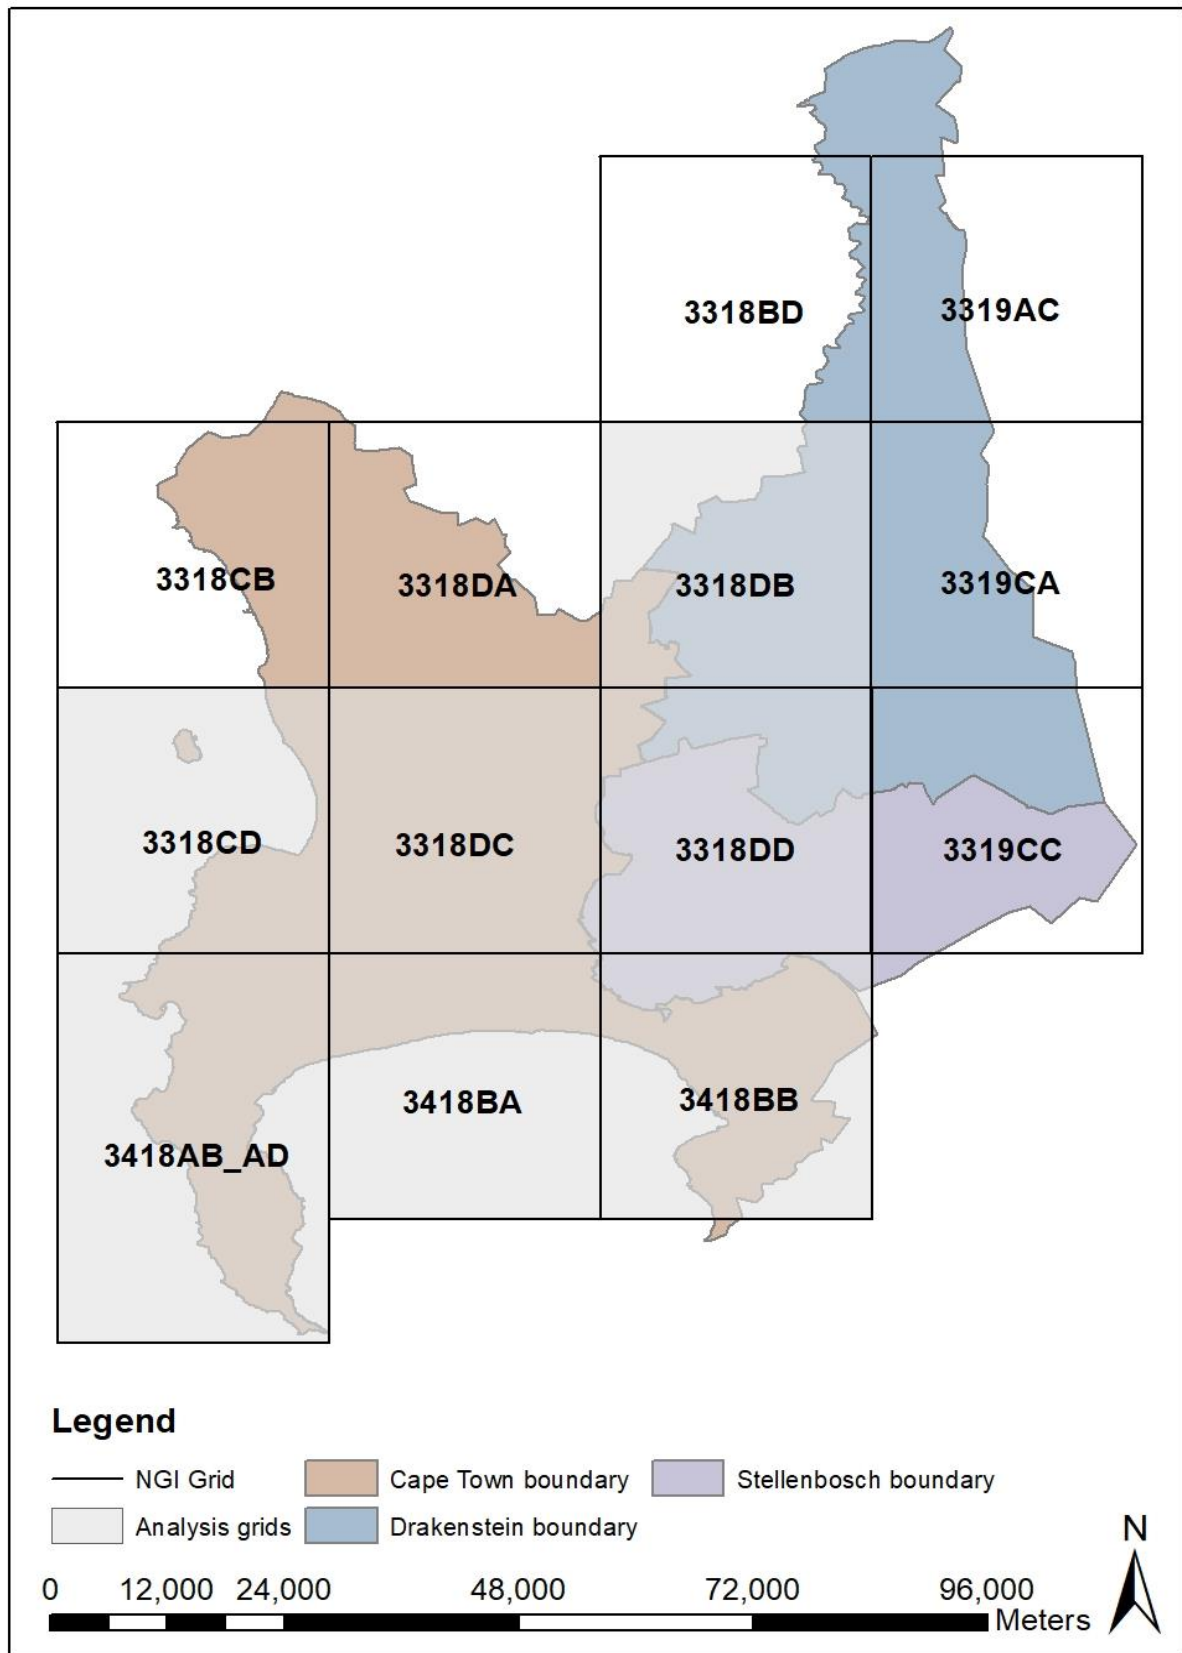 3318BD 3319AC
3318CB 3318DA 3318DB 3319CA
3318CD 3318DC 3318DD 3319CC
3418BA 3418BB
3418AB_AD
Legend
NGI Grid Cape Town boundary Stellenbosch boundary
Analysis grids Drakenstein boundary
N
0 12,000 24,000 48,000 72,000 96,000
Meters